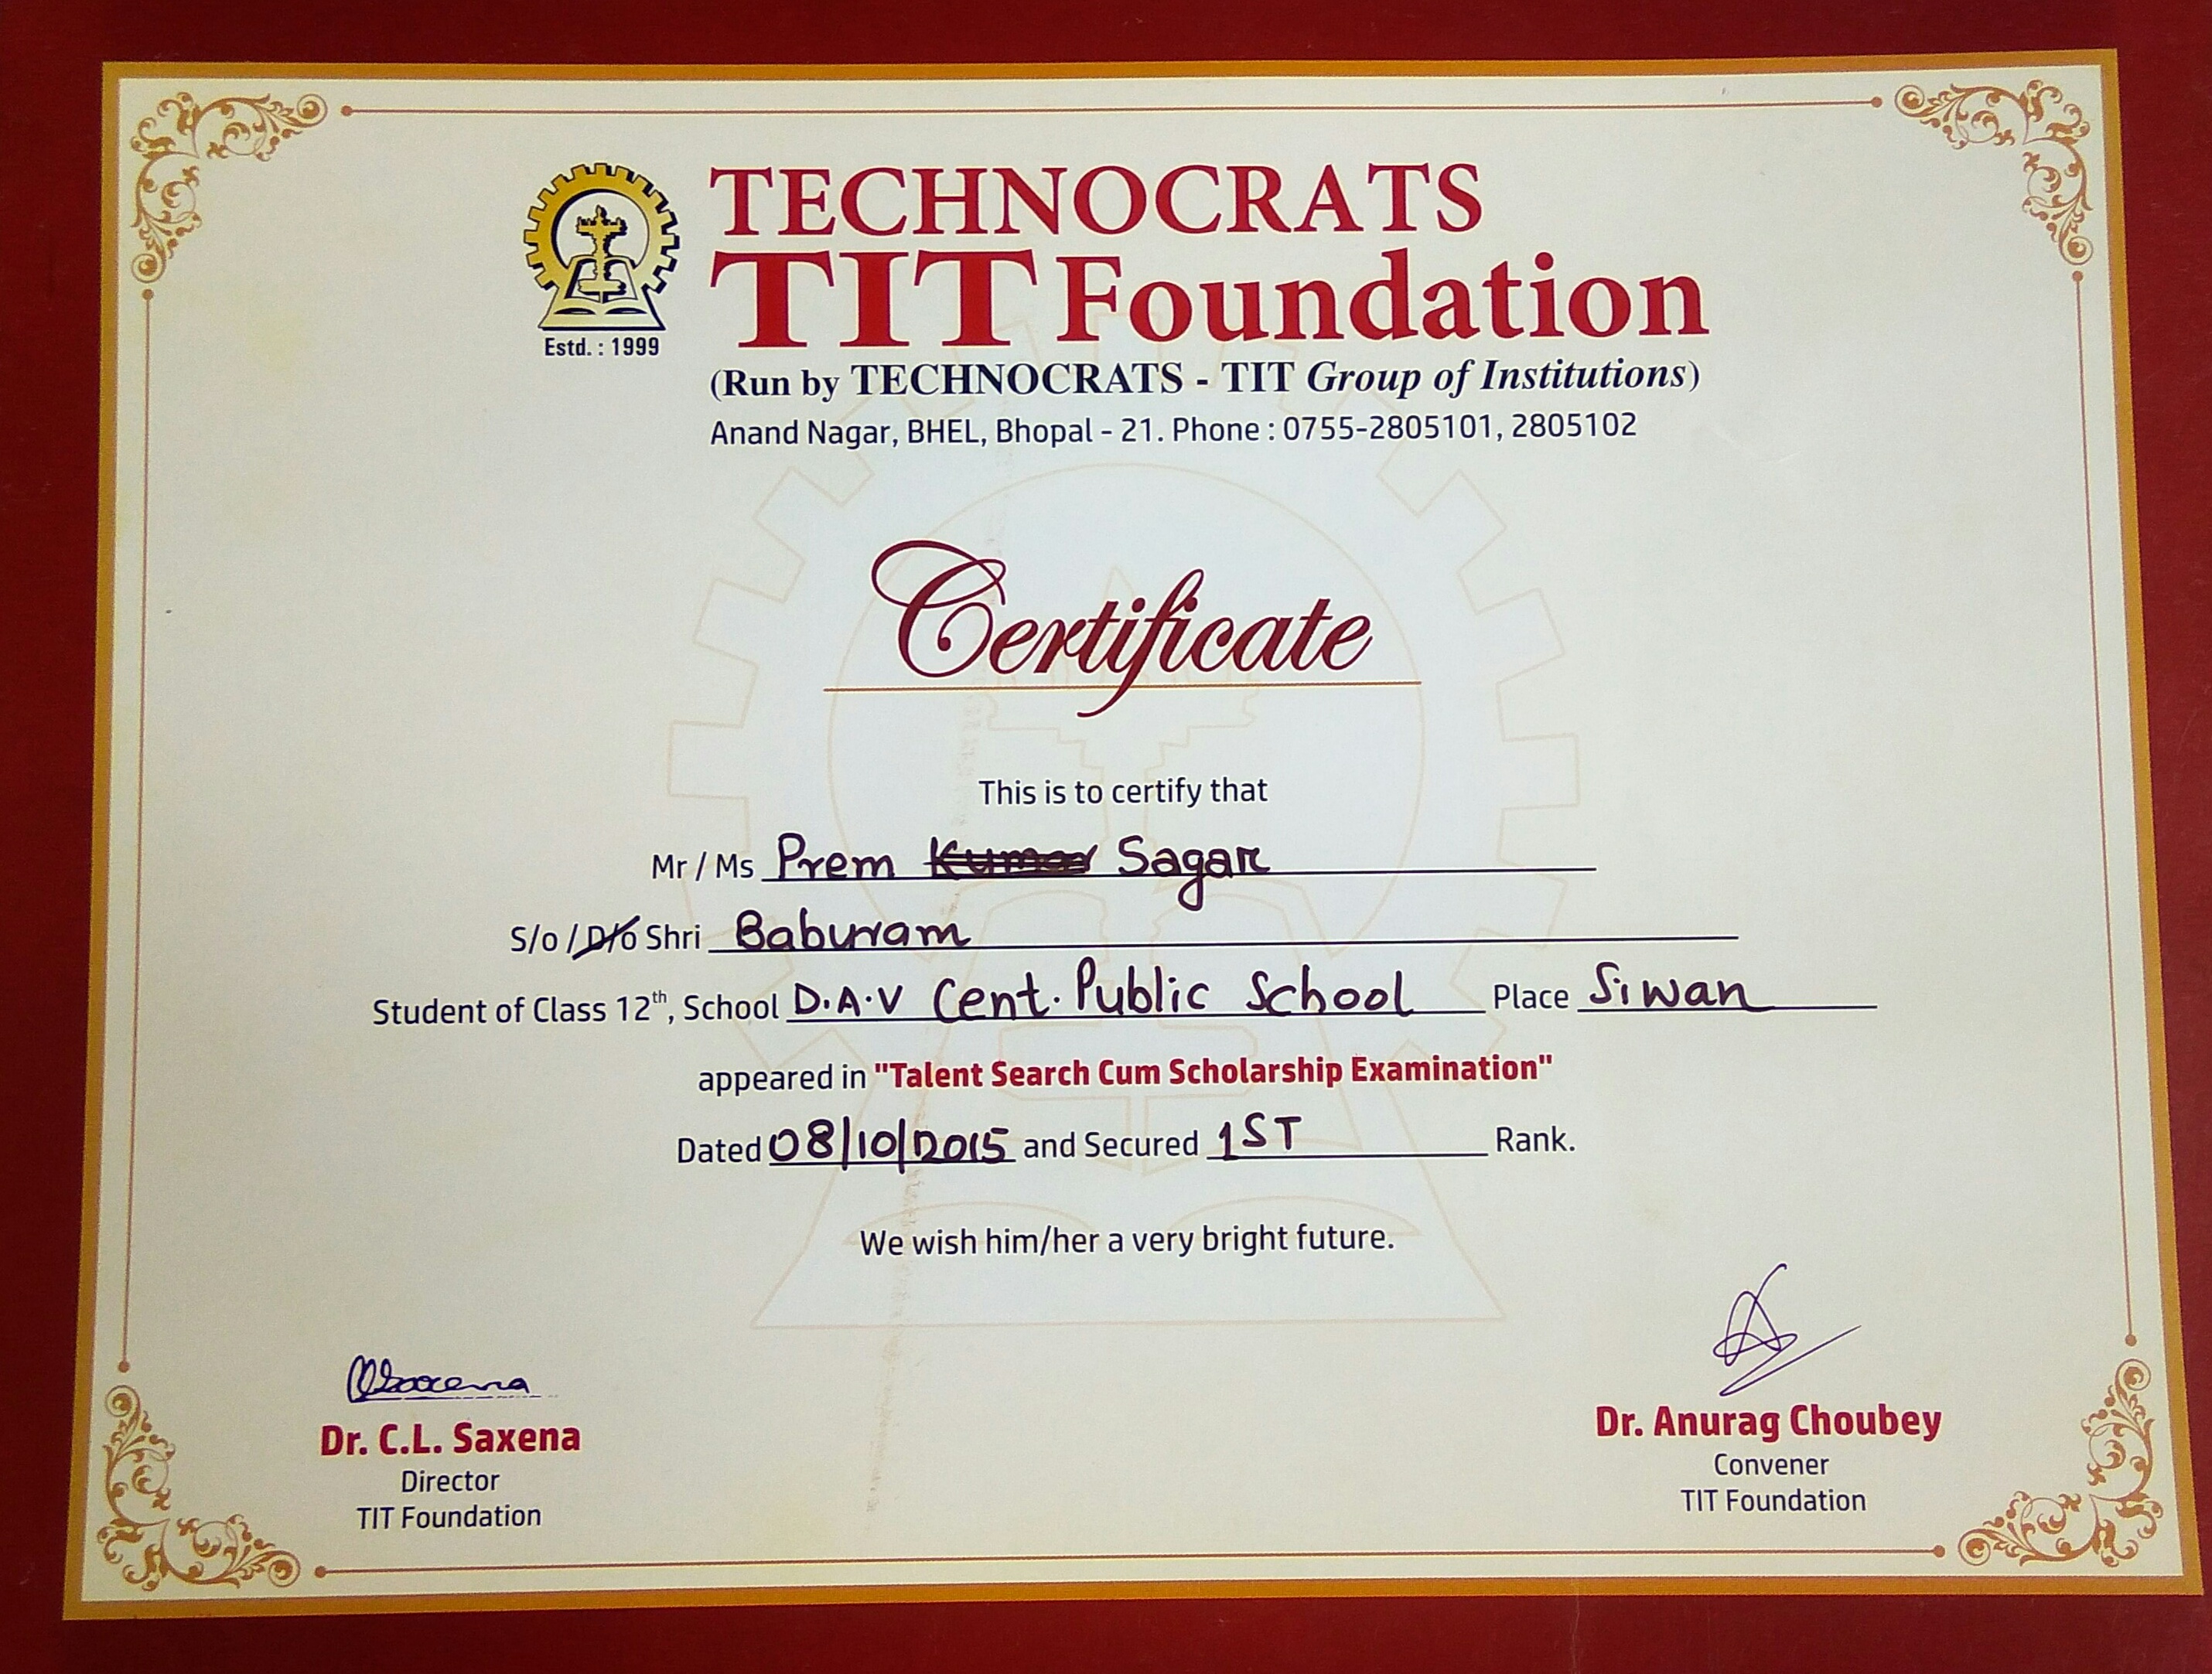 TECHNOCRATS
TIT Foundation
Estd. : 1999
(Run by TECHNOCRATS - TIT Group of Institutions)
Anand Nagar, BHEL, Bhopal - 21. Phone : 0755-2805101, 2805102
Certificate
This is to certify that
Mr / Ms Prem Kumar Sagar
S/o / D/o Shri Baburam
Student of Class 12th, School D.A.V Cent. Public School Place Siwan
appeared in "Talent Search Cum Scholarship Examination"
Dated 08/10/2015 and Secured 1ST Rank.
We wish him/her a very bright future.
Dr. C.L. Saxena
Director
TIT Foundation
Dr. Anurag Choubey
Convener
TIT Foundation